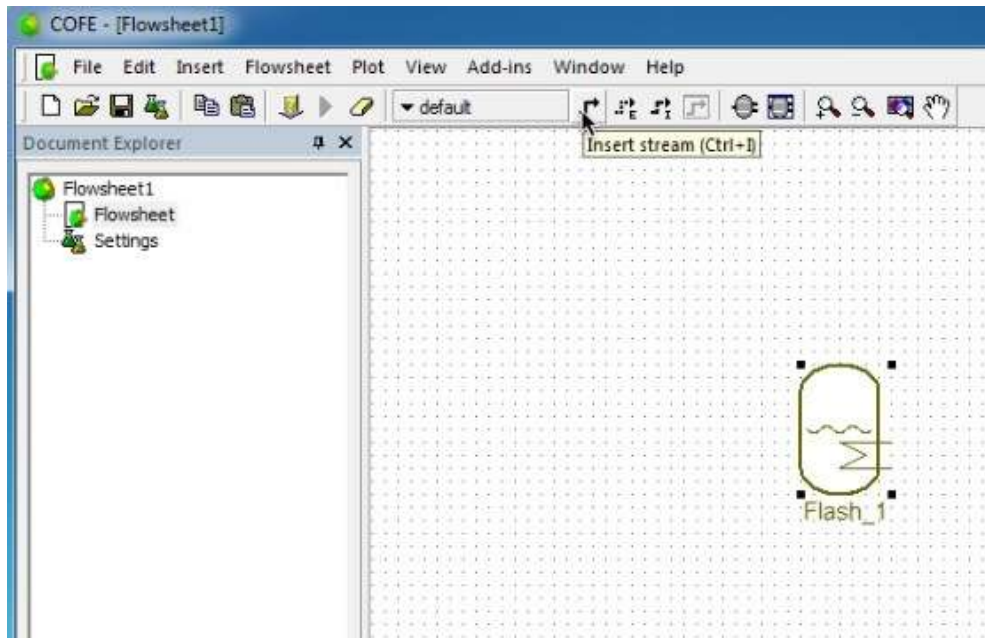 COFE - [Flowsheet1]
File Edit Insert Flowsheet Plot View Add-ins Window Help
default
E I
Document Explorer
Insert stream (Ctrl+I)
Flowsheet1
Flowsheet
Settings
Flash_1